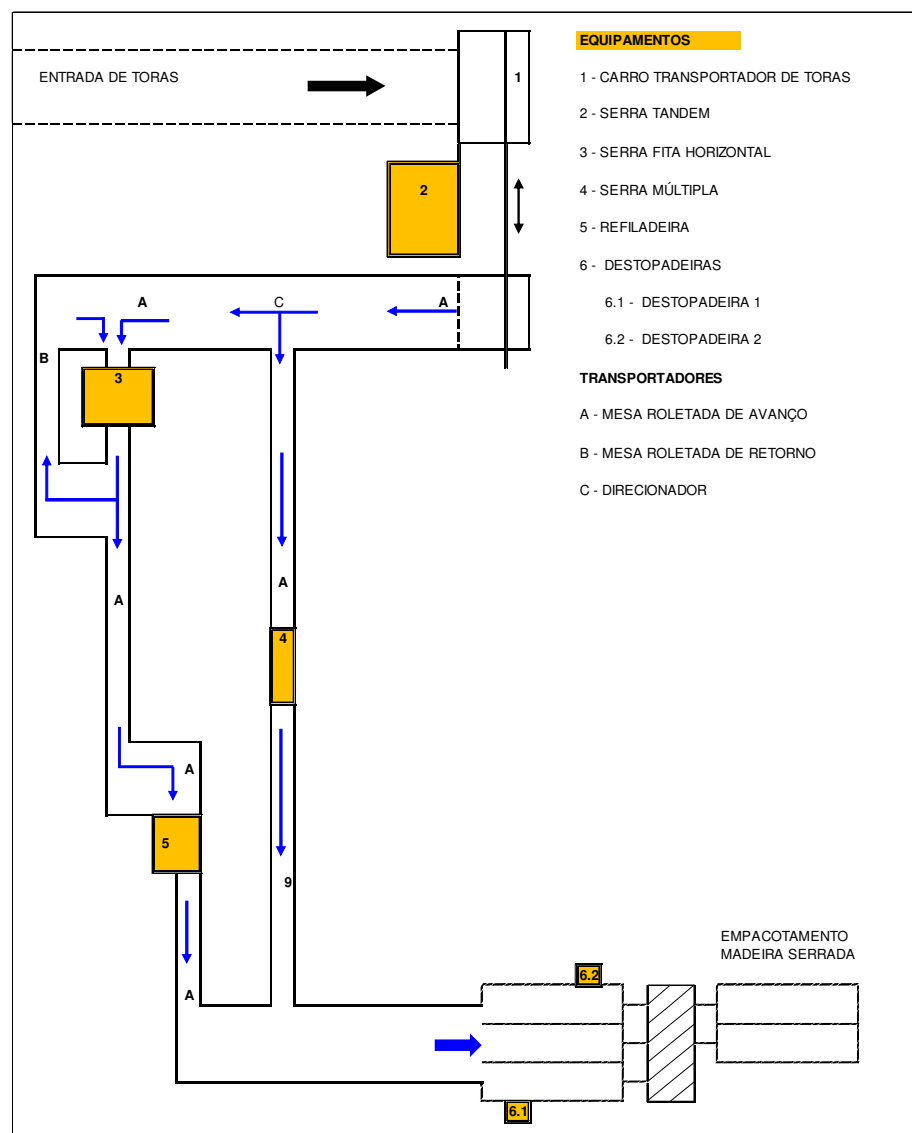 ENTRADA DE TORAS
1
EQUIPAMENTOS
1 - CARRO TRANSPORTADOR DE TORAS
2 - SERRA TANDEM
3 - SERRA FITA HORIZONTAL
4 - SERRA MÚLTIPLA
5 - REFILADEIRA
6 - DESTOPADEIRAS
6.1 - DESTOPADEIRA 1
6.2 - DESTOPADEIRA 2
TRANSPORTADORES
A - MESA ROLETADA DE AVANÇO
B - MESA ROLETADA DE RETORNO
C - DIRECIONADOR
2
A
C
A
B
3
A
A
4
A
5
9
A
EMPACOTAMENTO
MADEIRA SERRADA
6.2
6.1